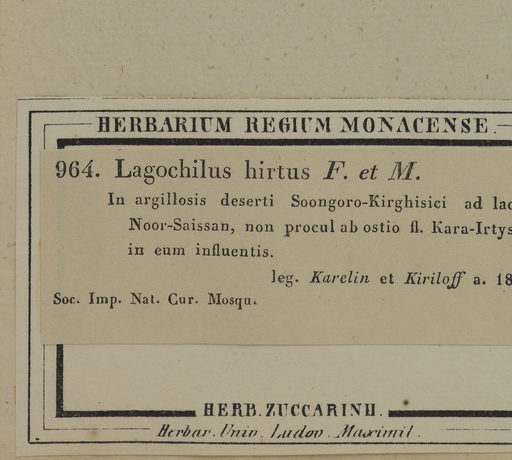 HERBARIUM REGIUM MONACENSE.
964. Lagochilus hirtus F. et M.
In argillosis deserti Soongoro-Kirghisici ad lac
Noor-Saissan, non procul ab ostio fl. Kara-Irtys
in eum influentis.
leg. Karelin et Kiriloff a. 18
Soc. Imp. Nat. Cur. Mosqu.
HERB. ZUCCARINII.
Herbar. Univ. Ludov. Maximil.